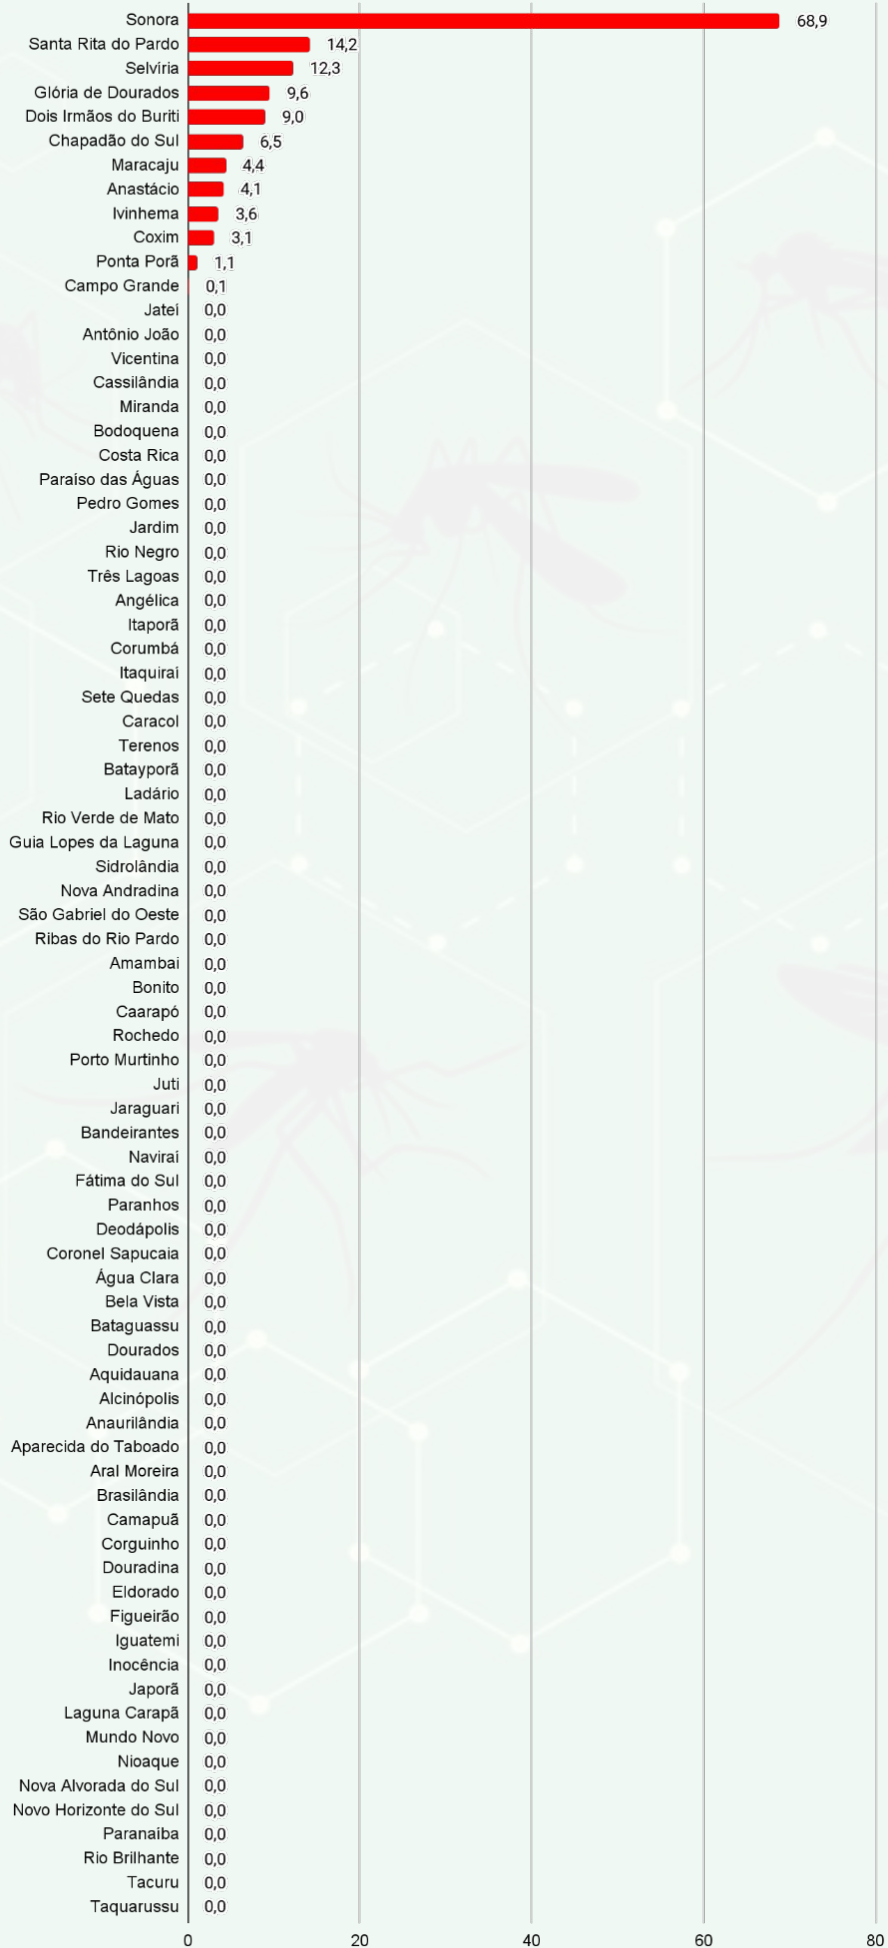 Sonora 68,9
Santa Rita do Pardo 14,2
Selvíria 12,3
Glória de Dourados 9,6
Dois Irmãos do Buriti 9,0
Chapadão do Sul 6,5
Maracaju 4,4
Anastácio 4,1
Ivinhema 3,6
Coxim 3,1
Ponta Porã 1,1
Campo Grande 0,1
Jateí 0,0
Antônio João 0,0
Vicentina 0,0
Cassilândia 0,0
Miranda 0,0
Bodoquena 0,0
Costa Rica 0,0
Paraíso das Águas 0,0
Pedro Gomes 0,0
Jardim 0,0
Rio Negro 0,0
Três Lagoas 0,0
Angélica 0,0
Itaporã 0,0
Corumbá 0,0
Itaquiraí 0,0
Sete Quedas 0,0
Caracol 0,0
Terenos 0,0
Batayporã 0,0
Ladário 0,0
Rio Verde de Mato 0,0
Guia Lopes da Laguna 0,0
Sidrolândia 0,0
Nova Andradina 0,0
São Gabriel do Oeste 0,0
Ribas do Rio Pardo 0,0
Amambai 0,0
Bonito 0,0
Caarapó 0,0
Rochedo 0,0
Porto Murtinho 0,0
Juti 0,0
Jaraguari 0,0
Bandeirantes 0,0
Naviraí 0,0
Fátima do Sul 0,0
Paranhos 0,0
Deodápolis 0,0
Coronel Sapucaia 0,0
Água Clara 0,0
Bela Vista 0,0
Bataguassu 0,0
Dourados 0,0
Aquidauana 0,0
Alcinópolis 0,0
Anaurilândia 0,0
Aparecida do Taboado 0,0
Aral Moreira 0,0
Brasilândia 0,0
Camapuã 0,0
Corguinho 0,0
Douradina 0,0
Eldorado 0,0
Figueirão 0,0
Iguatemi 0,0
Inocência 0,0
Japorã 0,0
Laguna Carapã 0,0
Mundo Novo 0,0
Nioaque 0,0
Nova Alvorada do Sul 0,0
Novo Horizonte do Sul 0,0
Paranaíba 0,0
Rio Brilhante 0,0
Tacuru 0,0
Taquarussu 0,0
0 20 40 60 80